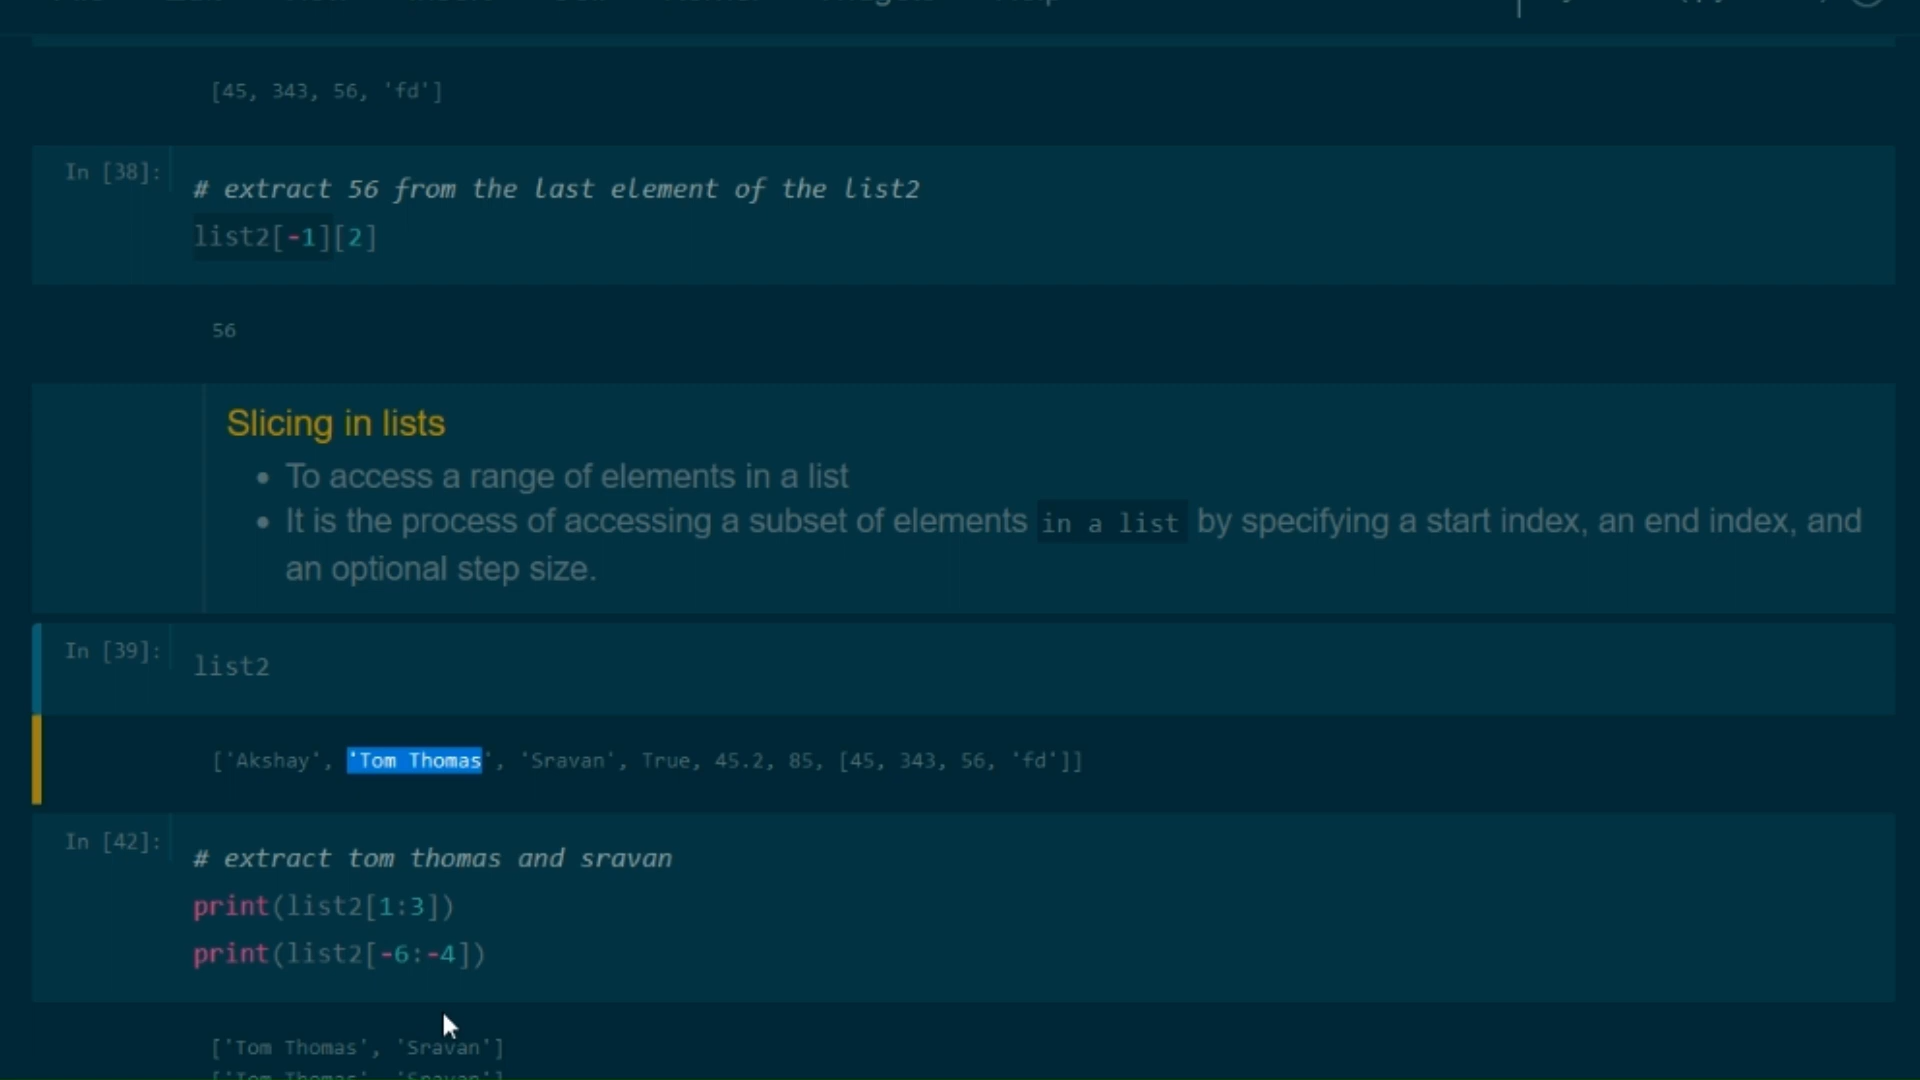 [45, 343, 56, 'fd']
In [38]:
# extract 56 from the last element of the list2
list2[-1][2]
56
Slicing in lists
• To access a range of elements in a list
• It is the process of accessing a subset of elements in a list by specifying a start index, an end index, and
an optional step size.
In [39]:
list2
['Akshay', 'Tom Thomas', 'Sravan', True, 45.2, 85, [45, 343, 56, 'fd']]
In [42]:
# extract tom thomas and sravan
print(list2[1:3])
print(list2[-6:-4])
['Tom Thomas', 'Sravan']
['Tom Thomas', 'Sravan']